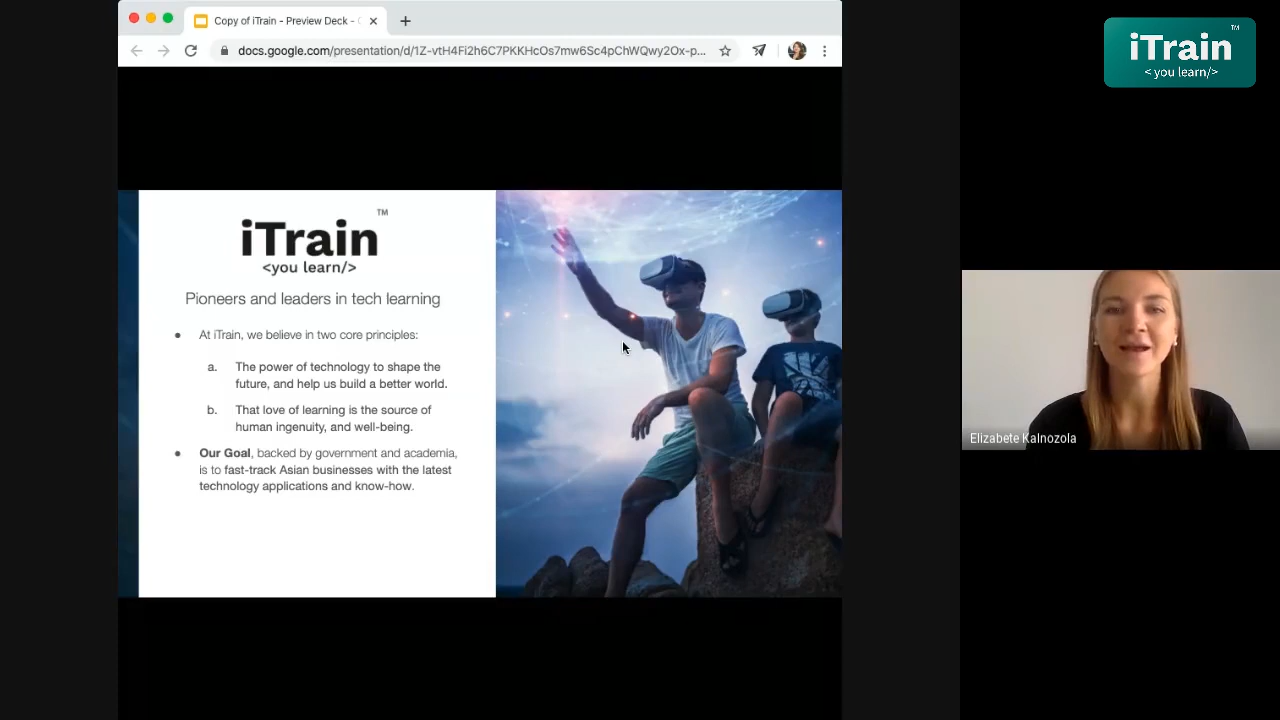 Copy of iTrain - Preview Deck -
docs.google.com/presentation/d/1Z-vtH4Fi2h6C7PKKHcOs7mw6Sc4pChWQwy2Ox-p...
iTrain™
< you learn/>
iTrain™
<you learn/>
Pioneers and leaders in tech learning
● At iTrain, we believe in two core principles:
a. The power of technology to shape the
future, and help us build a better world.
b. That love of learning is the source of
human ingenuity, and well-being.
● Our Goal, backed by government and academia,
is to fast-track Asian businesses with the latest
technology applications and know-how.
Elizabete Kalnozola